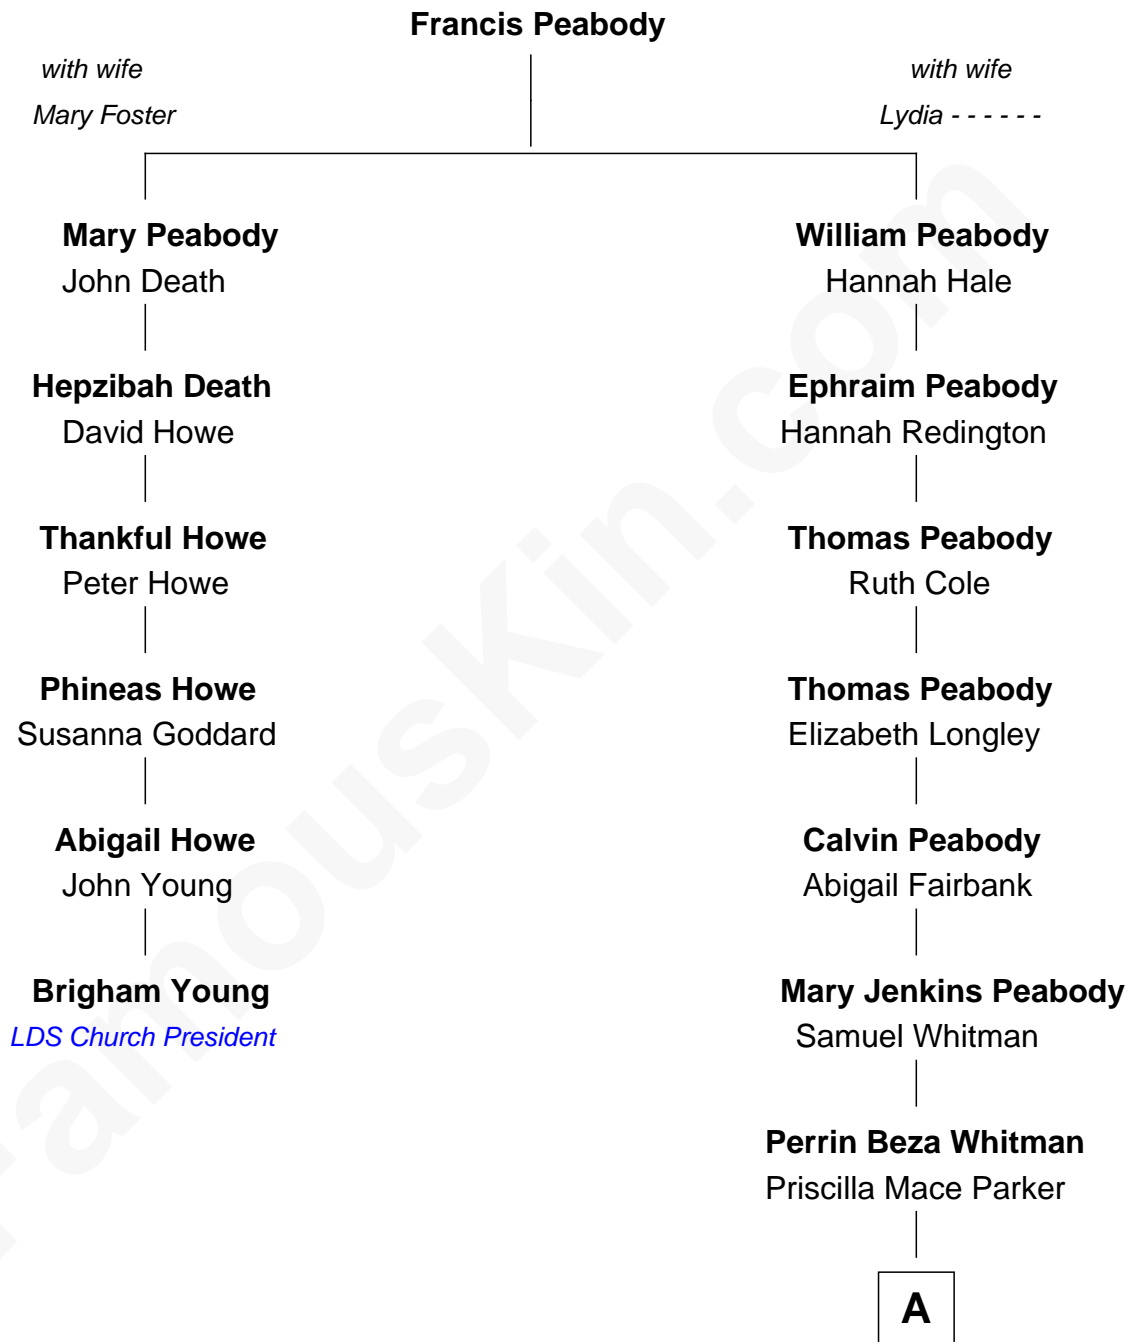 Francis Peabody
with wife
Mary Foster
with wife
Lydia - - - - - -
Mary Peabody
John Death
William Peabody
Hannah Hale
Hepzibah Death
David Howe
Ephraim Peabody
Hannah Redington
Thankful Howe
Peter Howe
Thomas Peabody
Ruth Cole
Phineas Howe
Susanna Goddard
Thomas Peabody
Elizabeth Longley
Abigail Howe
John Young
Calvin Peabody
Abigail Fairbank
Brigham Young
LDS Church President
Mary Jenkins Peabody
Samuel Whitman
Perrin Beza Whitman
Priscilla Mace Parker
A
FamousKin.com